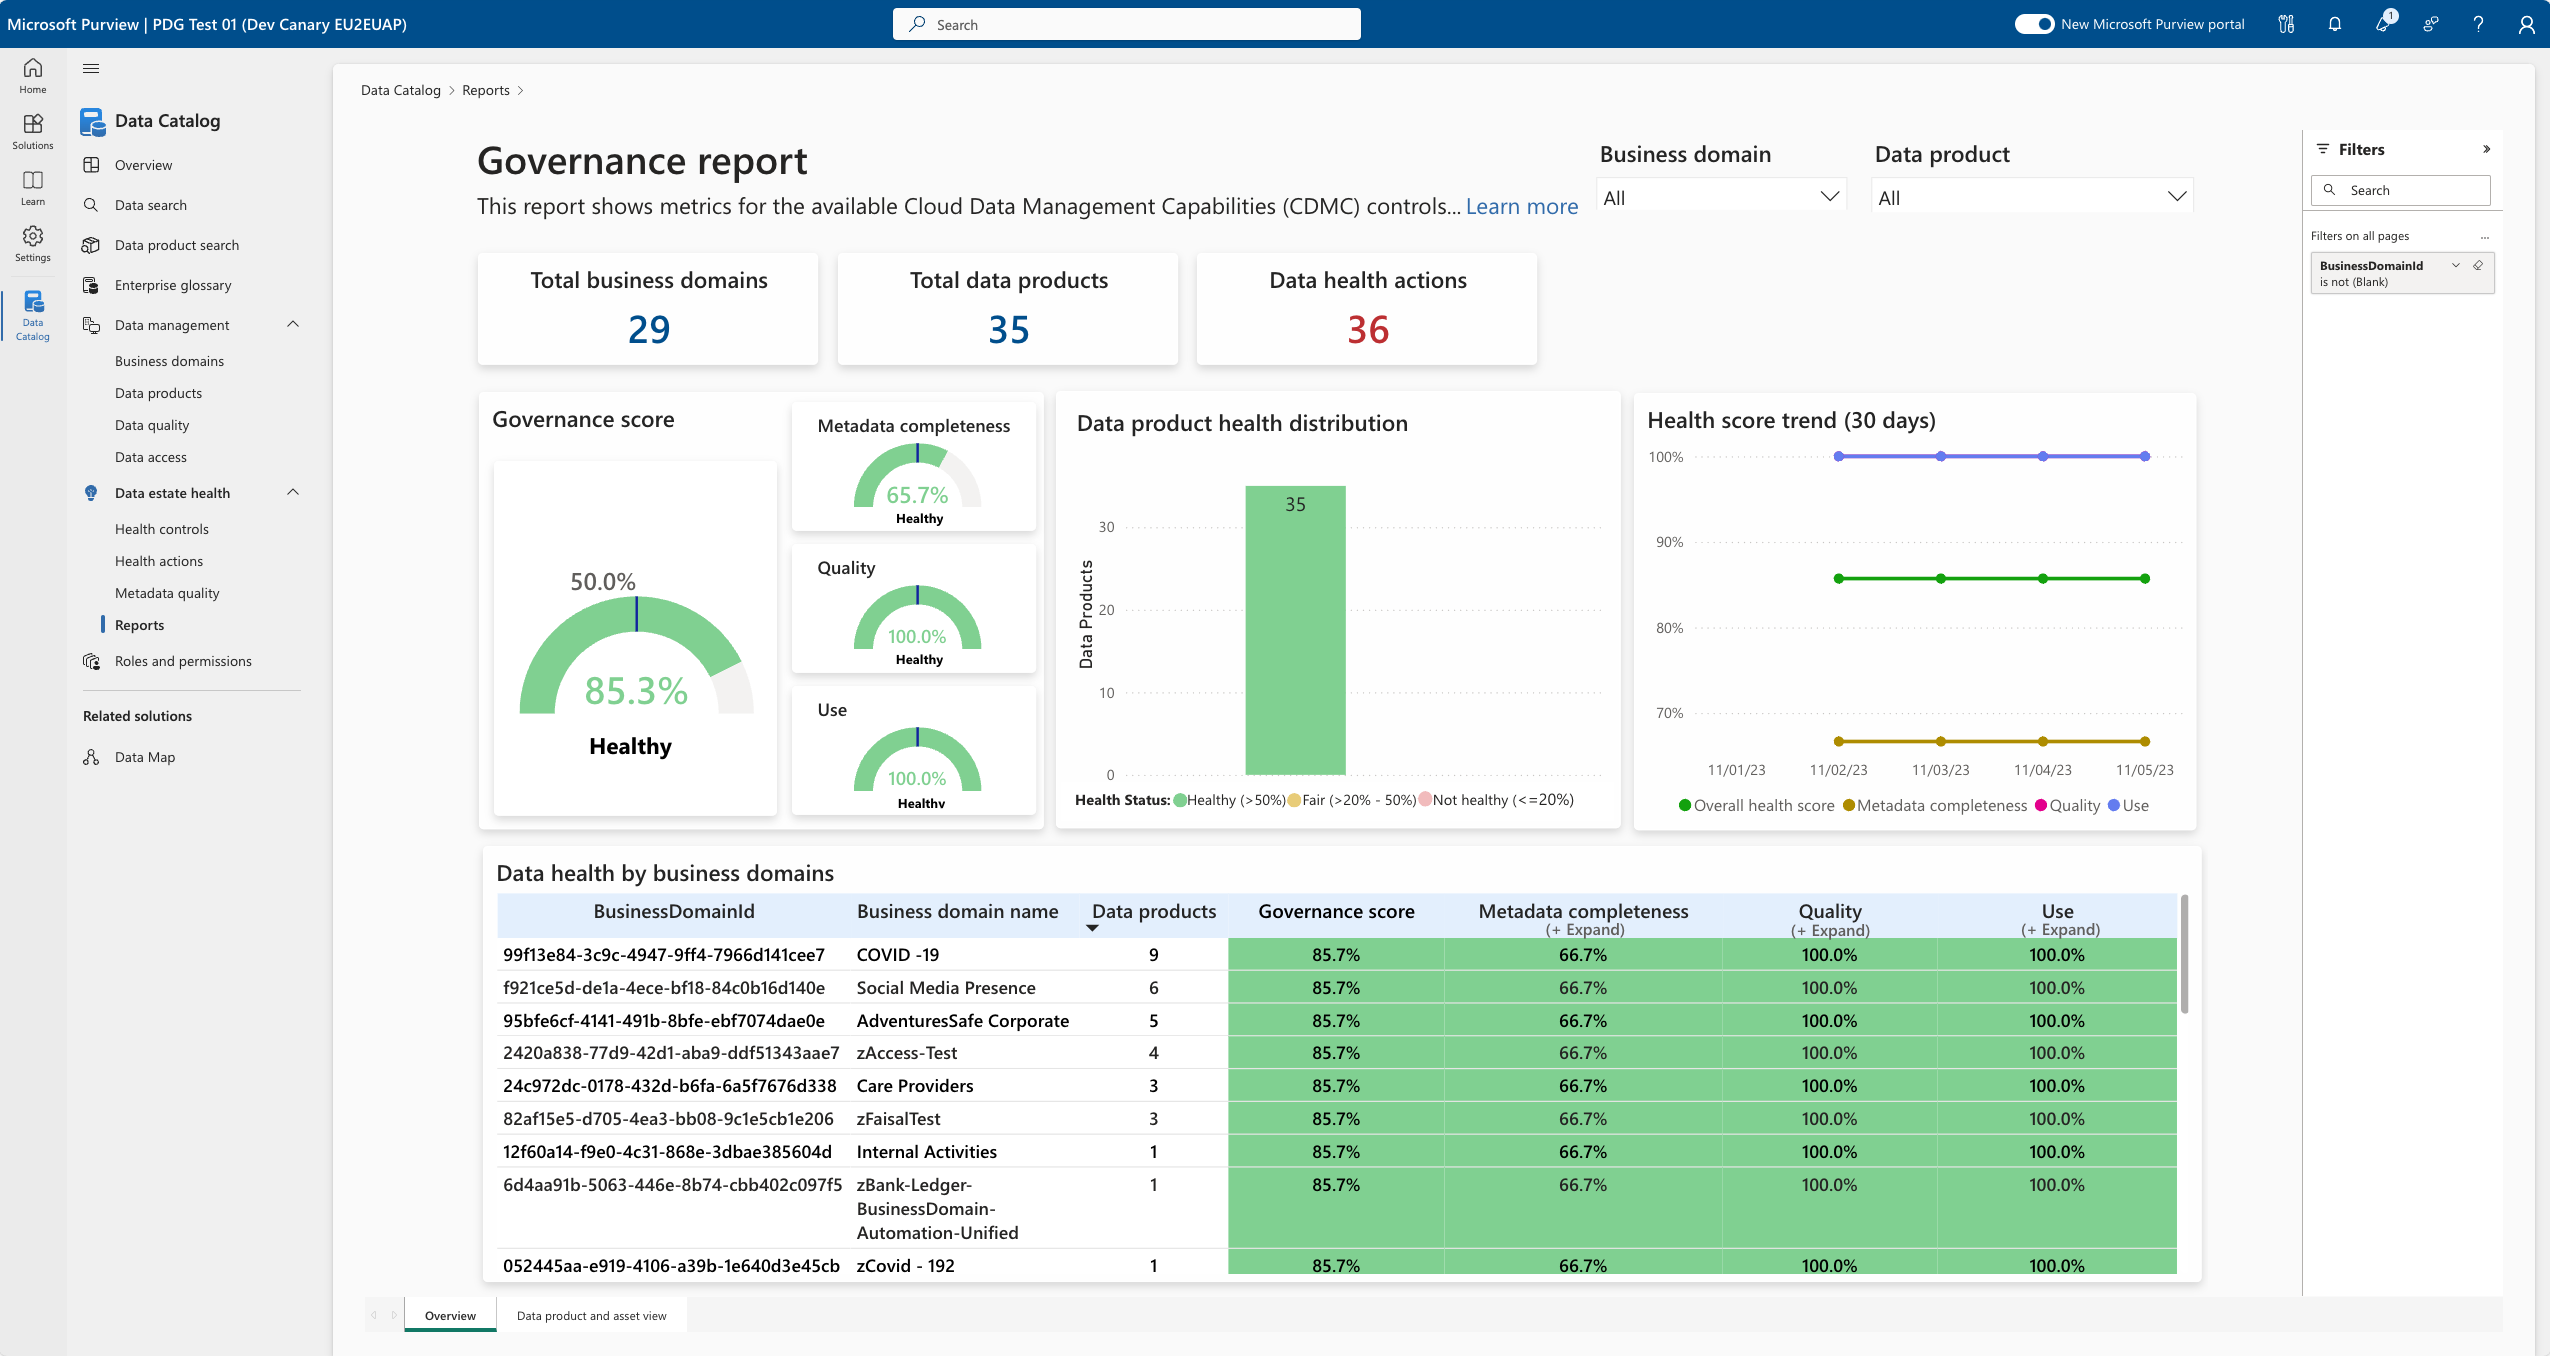 Microsoft Purview | PDG Test 01 (Dev Canary EU2EUAP)
Search
New Microsoft Purview portal
1
Home
Solutions
Learn
Settings
Data
Catalog
Data Catalog
Overview
Data search
Data product search
Enterprise glossary
Data management
Business domains
Data products
Data quality
Data access
Data estate health
Health controls
Health actions
Metadata quality
Reports
Roles and permissions
Related solutions
Data Map
Data Catalog > Reports >
Governance report
This report shows metrics for the available Cloud Data Management Capabilities (CDMC) controls... Learn more
Business domain
All
Data product
All
Total business domains
29
Total data products
35
Data health actions
36
Governance score
50.0%
85.3%
Healthy
Metadata completeness
65.7%
Healthy
Quality
100.0%
Healthy
Use
100.0%
Healthy
Data product health distribution
Data Products
30
20
10
0
35
Health Status: Healthy (>50%) Fair (>20% - 50%) Not healthy (<=20%)
Health score trend (30 days)
100%
90%
80%
70%
11/01/23 11/02/23 11/03/23 11/04/23 11/05/23
Overall health score Metadata completeness Quality Use
Data health by business domains
BusinessDomainId Business domain name Data products Governance score Metadata completeness Quality Use
(+ Expand) (+ Expand) (+ Expand)
99f13e84-3c9c-4947-9ff4-7966d141cee7 COVID -19 9 85.7% 66.7% 100.0% 100.0%
f921ce5d-de1a-4ece-bf18-84c0b16d140e Social Media Presence 6 85.7% 66.7% 100.0% 100.0%
95bfe6cf-4141-491b-8bfe-ebf7074dae0e AdventuresSafe Corporate 5 85.7% 66.7% 100.0% 100.0%
2420a838-77d9-42d1-aba9-ddf51343aae7 zAccess-Test 4 85.7% 66.7% 100.0% 100.0%
24c972dc-0178-432d-b6fa-6a5f7676d338 Care Providers 3 85.7% 66.7% 100.0% 100.0%
82af15e5-d705-4ea3-bb08-9c1e5cb1e206 zFaisalTest 3 85.7% 66.7% 100.0% 100.0%
12f60a14-f9e0-4c31-868e-3dbae385604d Internal Activities 1 85.7% 66.7% 100.0% 100.0%
6d4aa91b-5063-446e-8b74-cbb402c097f5 zBank-Ledger- 1 85.7% 66.7% 100.0% 100.0%
BusinessDomain-
Automation-Unified
052445aa-e919-4106-a39b-1e640d3e45cb zCovid - 192 1 85.7% 66.7% 100.0% 100.0%
Overview
Data product and asset view
Filters
Search
Filters on all pages
...
BusinessDomainId
is not (Blank)